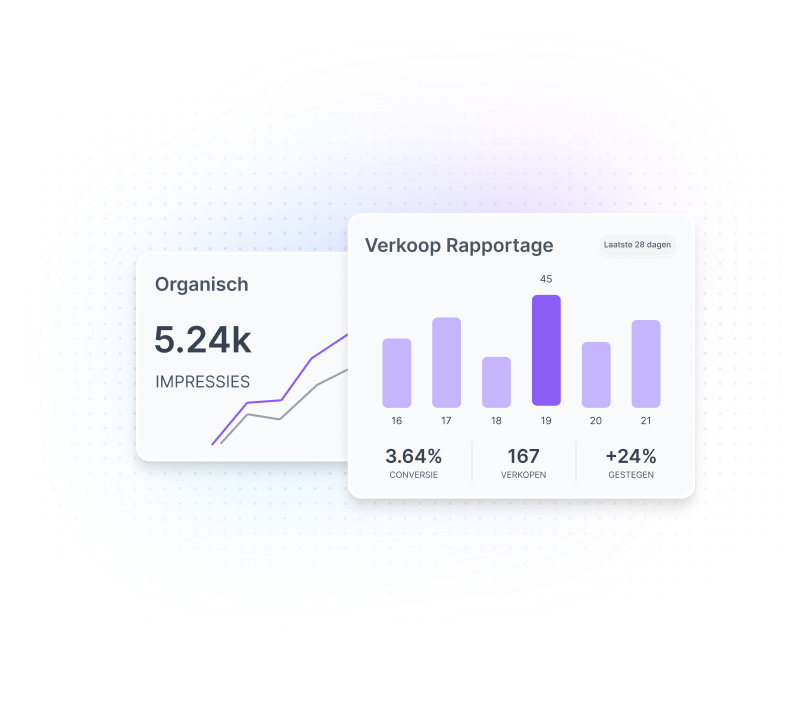 Organisch
5.24k
IMPRESSIES
Verkoop Rapportage
Laatste 28 dagen
45
16 17 18 19 20 21
3.64% 167 +24%
CONVERSIE VERKOPEN GESTEGEN